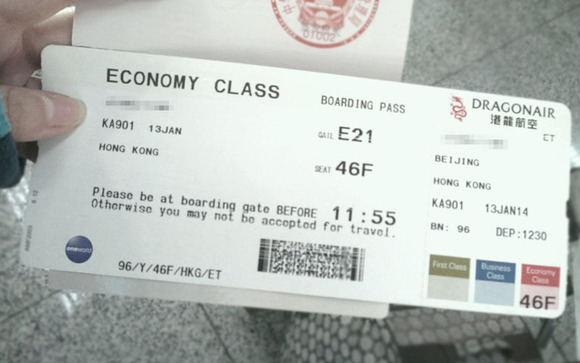 01002
ECONOMY CLASS
BOARDING PASS
KA901 13JAN
GATE E21
HONG KONG
SEAT 46F
Please be at boarding gate BEFORE 11:55
Otherwise you may not be accepted for travel.
oneworld
96/Y/46F/HKG/ET
DRAGONAIR
港龍航空
ET
BEIJING
HONG KONG
KA901 13JAN14
BN: 96 DEP:1230
First Class
Business Class
Economy Class
46F